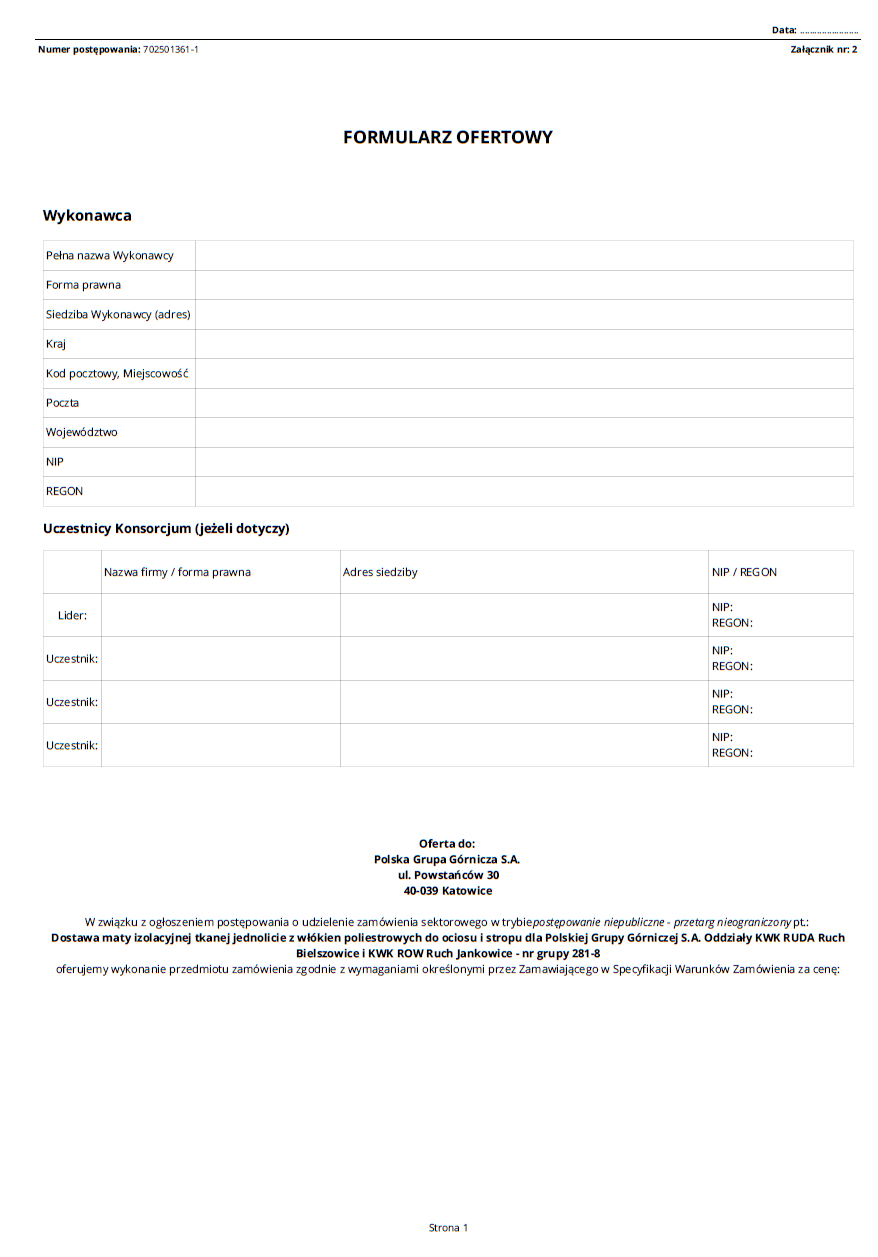 Data: ........................
Numer postępowania: 702501361-1 Załącznik nr: 2
FORMULARZ OFERTOWY
Wykonawca
Pełna nazwa Wykonawcy
Forma prawna
Siedziba Wykonawcy (adres)
Kraj
Kod pocztowy, Miejscowość
Poczta
Województwo
NIP
REGON
Uczestnicy Konsorcjum (jeżeli dotyczy)
Nazwa firmy / forma prawna Adres siedziby NIP / REGON
Lider: NIP:
REGON:
Uczestnik: NIP:
REGON:
Uczestnik: NIP:
REGON:
Uczestnik: NIP:
REGON:
Oferta do:
Polska Grupa Górnicza S.A.
ul. Powstańców 30
40-039 Katowice
W związku z ogłoszeniem postępowania o udzielenie zamówienia sektorowego w trybiepostępowanie niepubliczne - przetarg nieograniczony pt.:
Dostawa maty izolacyjnej tkanej jednolicie z włókien poliestrowych do ociosu i stropu dla Polskiej Grupy Górniczej S.A. Oddziały KWK RUDA Ruch
Bielszowice i KWK ROW Ruch Jankowice - nr grupy 281-8
oferujemy wykonanie przedmiotu zamówienia zgodnie z wymaganiami określonymi przez Zamawiającego w Specyfikacji Warunków Zamówienia za cenę:
Strona 1